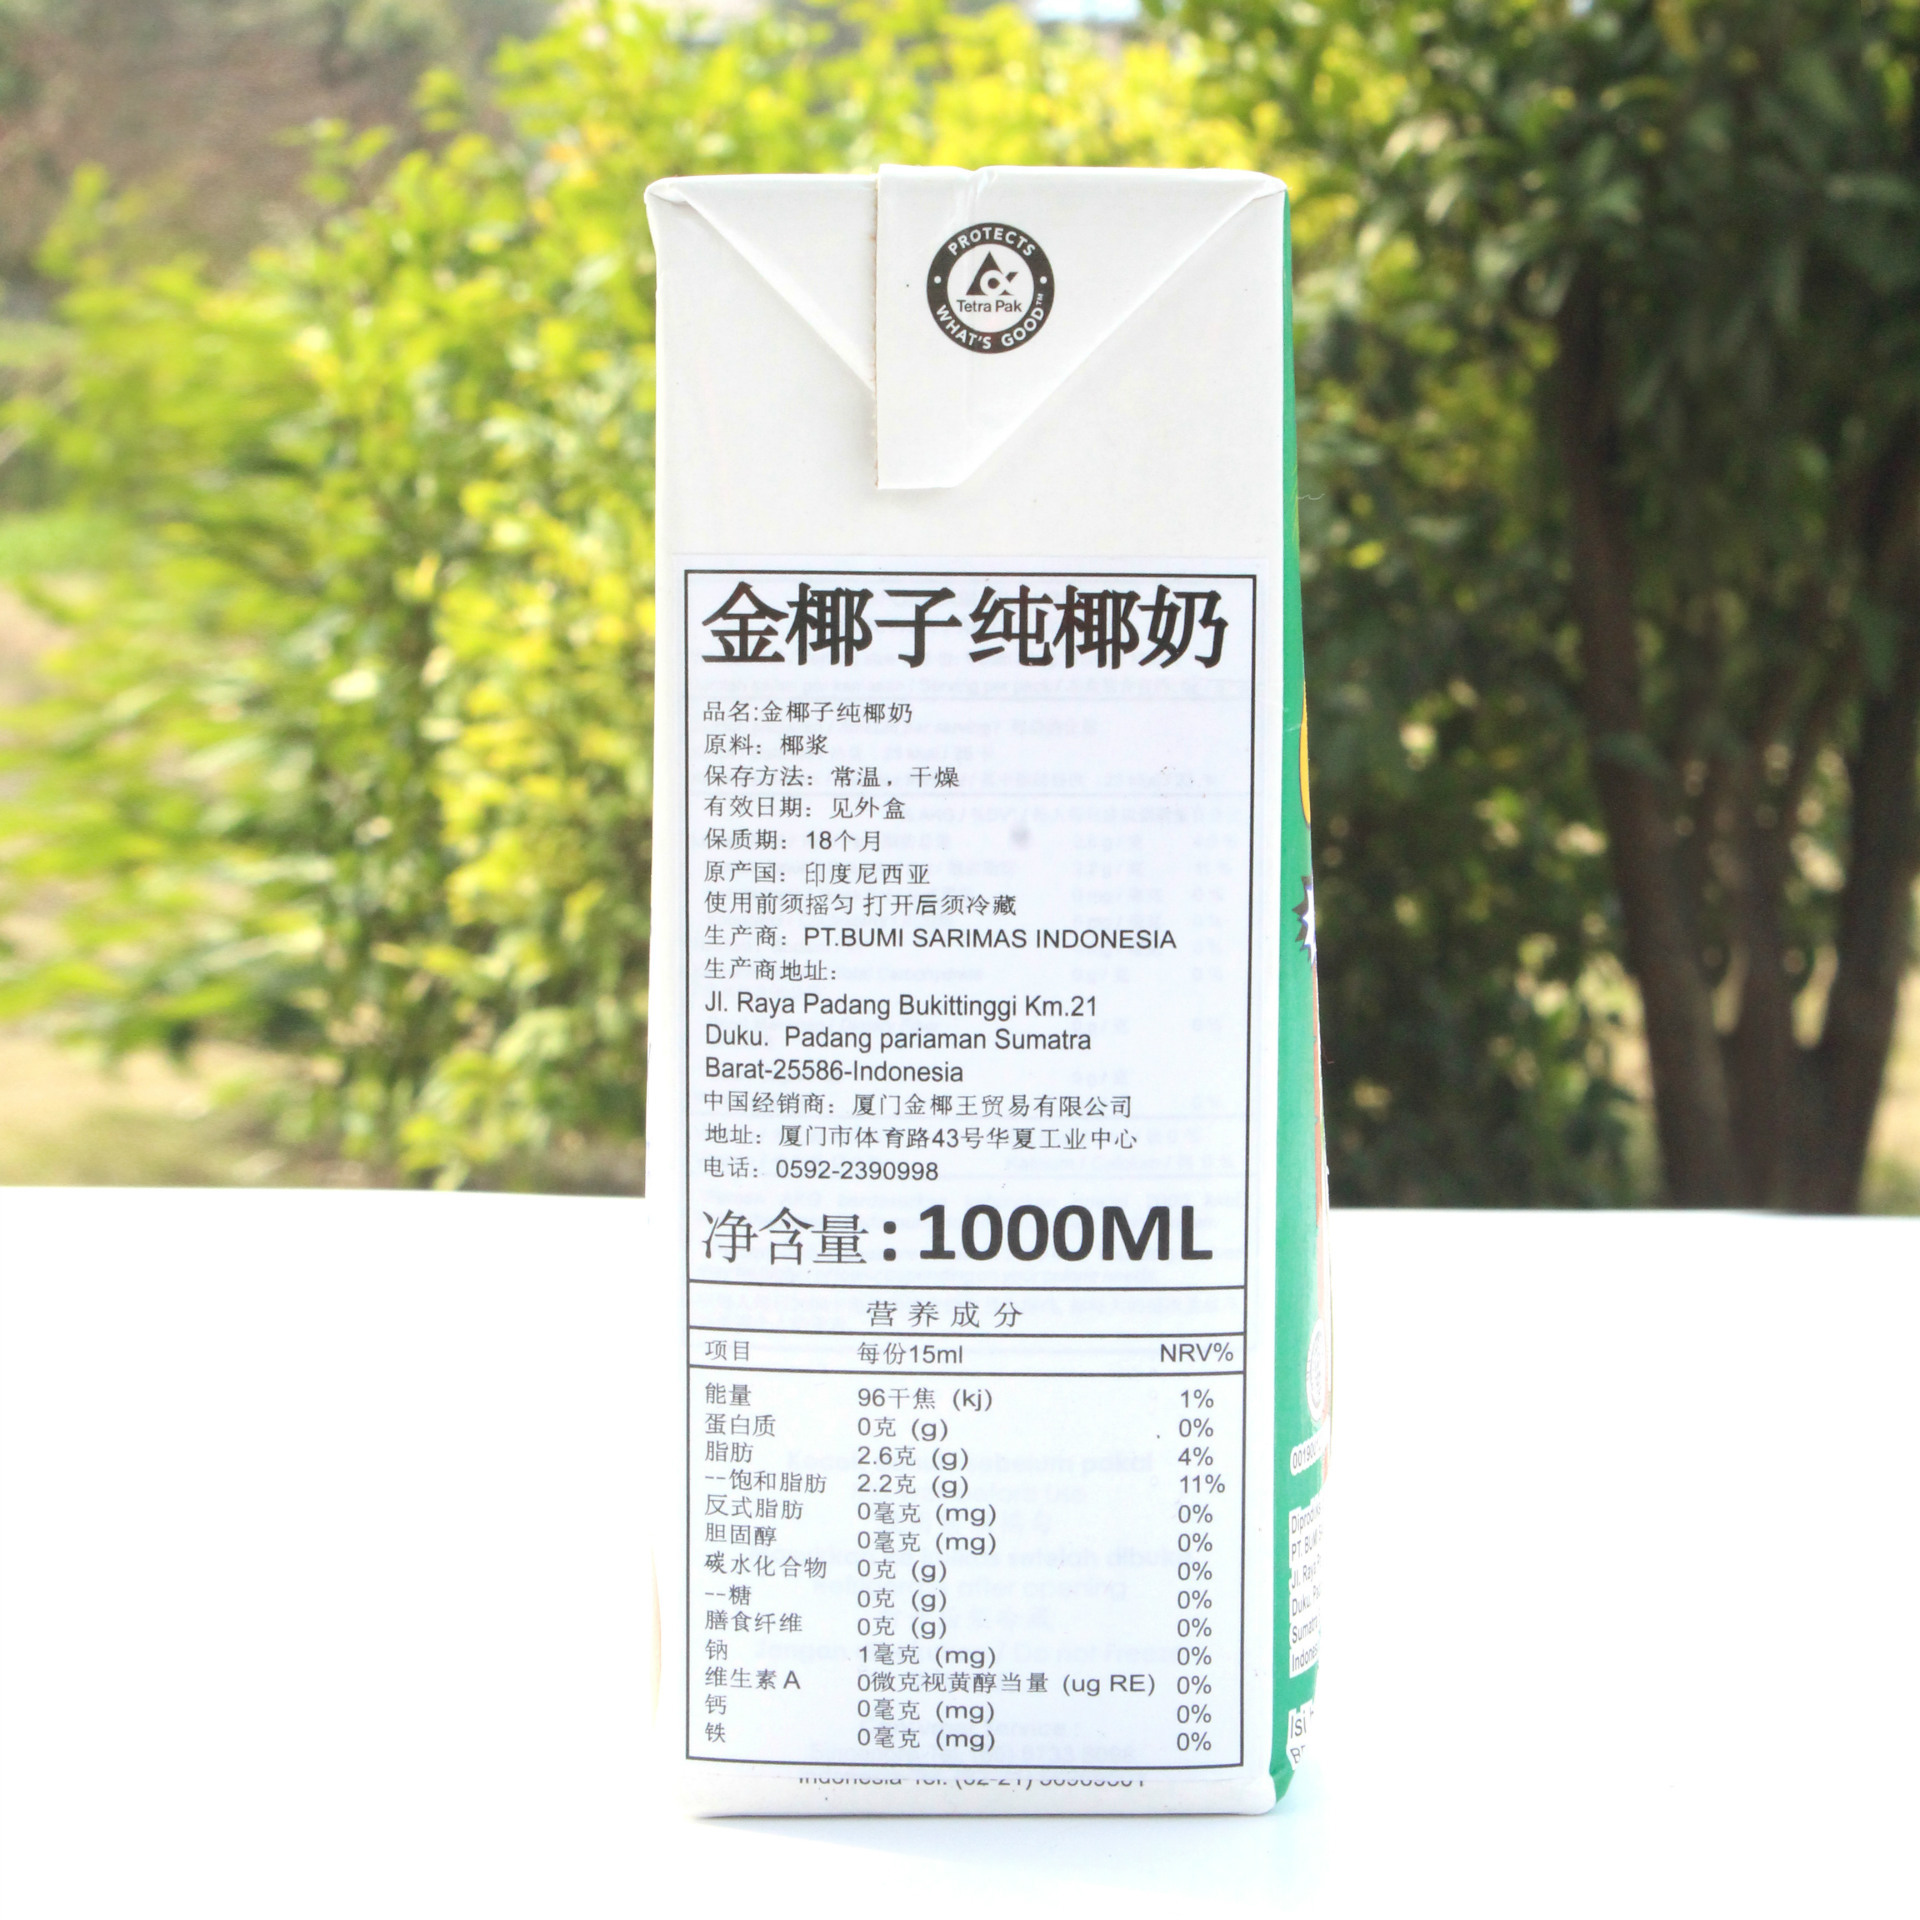 PROTECTS
Tetra Pak
WHAT'S GOOD™
金椰子纯椰奶
品名:金椰子纯椰奶
原料：椰浆
保存方法：常温，干燥
有效日期：见外盒
保质期：18个月
原产国：印度尼西亚
使用前须摇匀 打开后须冷藏
生产商：PT.BUMI SARIMAS INDONESIA
生产商地址：
Jl. Raya Padang Bukittinggi Km.21
Duku.  Padang pariaman Sumatra
Barat-25586-Indonesia
中国经销商：厦门金椰王贸易有限公司
地址：厦门市体育路43号华夏工业中心
电话：0592-2390998
净含量:1000ML
营养成分
项目 每份15ml NRV%
能量 96千焦 (kj) 1%
蛋白质 0克 (g) 0%
脂肪 2.6克 (g) 4%
--饱和脂肪 2.2克 (g) 11%
反式脂肪 0毫克 (mg) 0%
胆固醇 0毫克 (mg) 0%
碳水化合物 0克 (g) 0%
--糖 0克 (g) 0%
膳食纤维 0克 (g) 0%
钠 1毫克 (mg) 0%
维生素 A 0微克视黄醇当量 (ug RE) 0%
钙 0毫克 (mg) 0%
铁 0毫克 (mg) 0%